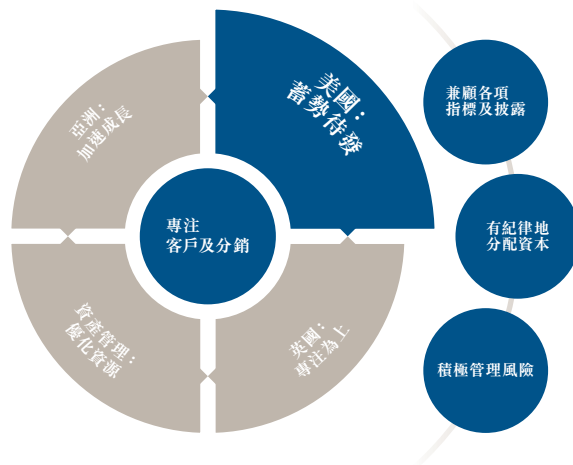 亞洲：
加速成長
美國：
蓄勢待發
專注
客戶及分銷
資產管理：
優化資源
英國：
專注為上
兼顧各項
指標及披露
有紀律地
分配資本
積極管理風險